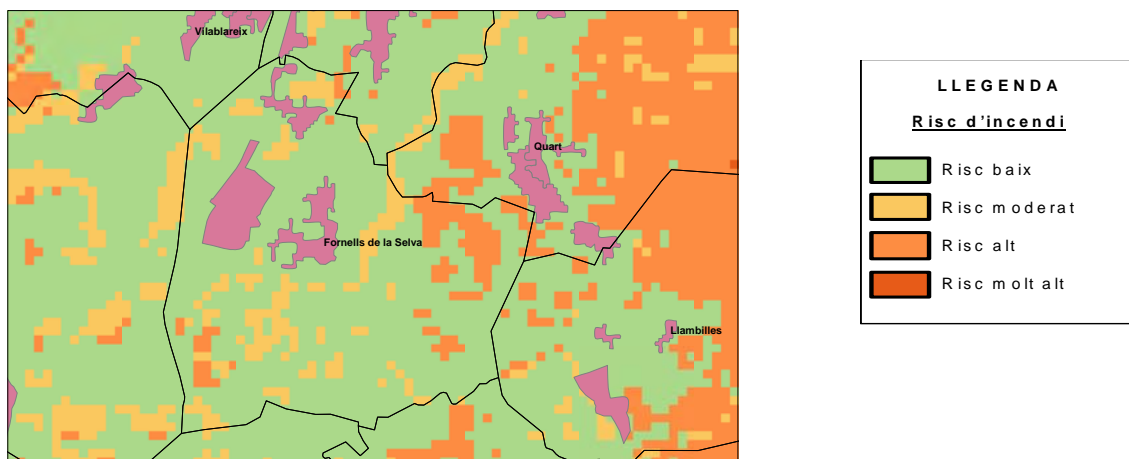 Vilablareix
Quart
Fornells de la Selva
Llambilles
LLEGENDA
Risc d'incendi
Risc baix
Risc moderat
Risc alt
Risc molt alt